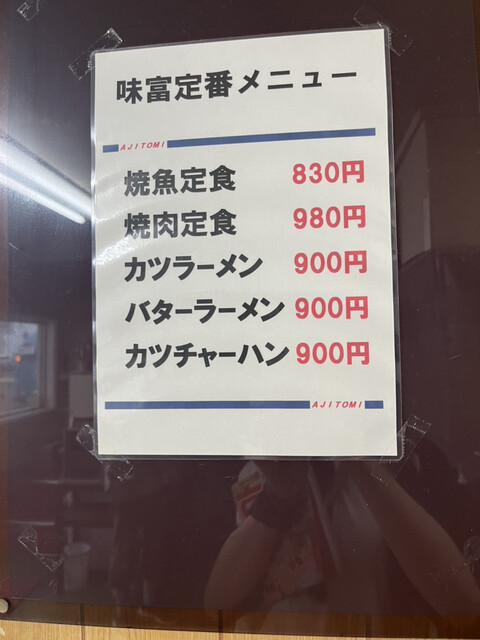 味富定番メニュー
AJITOMI
焼魚定食 830円
焼肉定食 980円
カツラーメン 900円
バターラーメン 900円
カツチャーハン 900円
AJITOMI